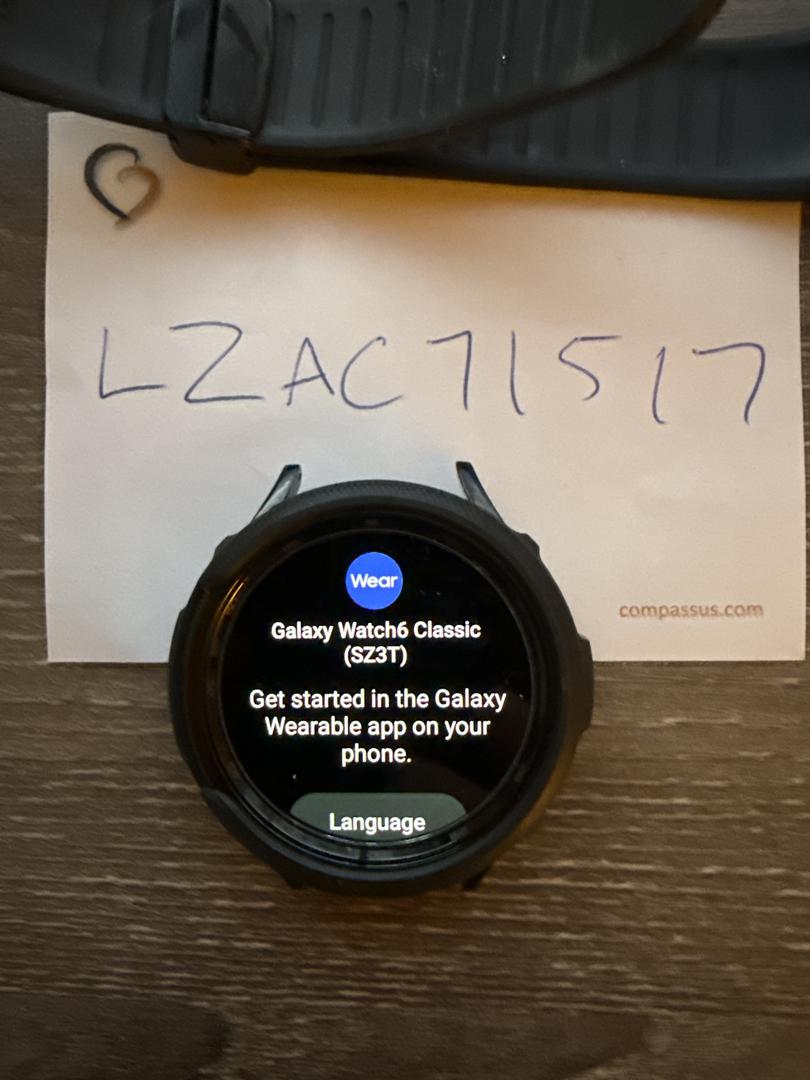 LZAC71517
compassus.com
Wear
Galaxy Watch6 Classic
(SZ3T)
Get started in the Galaxy
Wearable app on your
phone.
Language